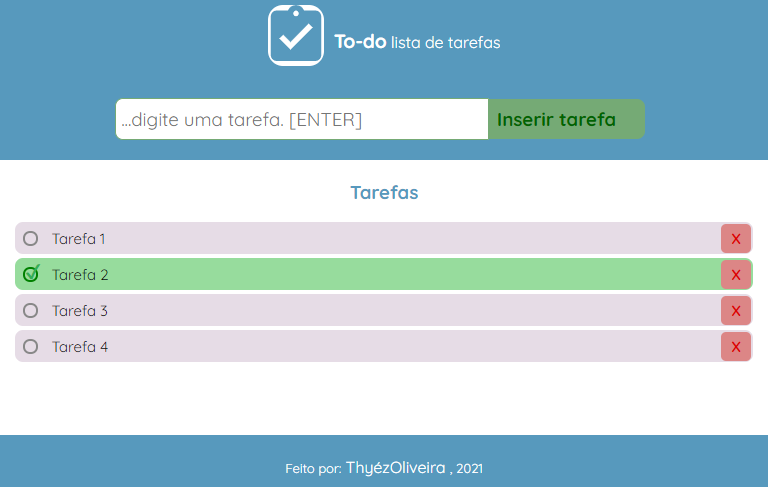 To-do lista de tarefas
...digite uma tarefa. [ENTER] Inserir tarefa
Tarefas
Tarefa 1 X
Tarefa 2 X
Tarefa 3 X
Tarefa 4 X
Feito por: ThyézOliveira , 2021